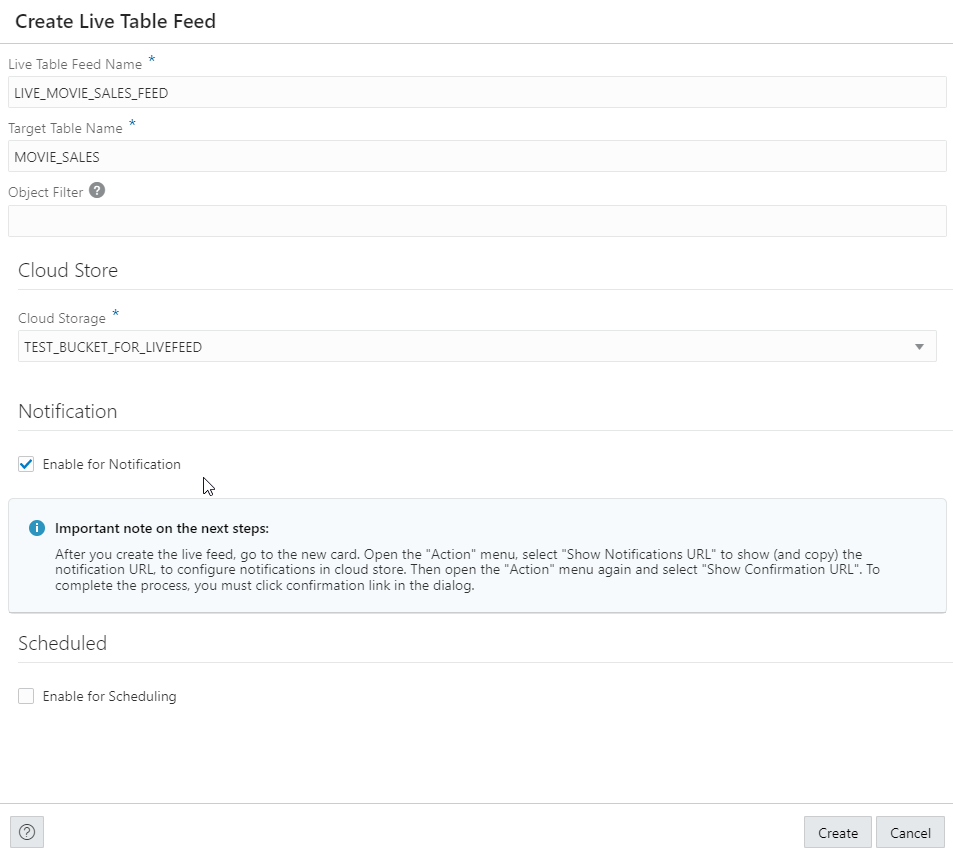 Create Live Table Feed
Live Table Feed Name *
LIVE_MOVIE_SALES_FEED
Target Table Name *
MOVIE_SALES
Object Filter ?
Cloud Store
Cloud Storage *
TEST_BUCKET_FOR_LIVEFEED
Notification
Enable for Notification
i Important note on the next steps:
After you create the live feed, go to the new card. Open the "Action" menu, select "Show Notifications URL" to show (and copy) the
notification URL, to configure notifications in cloud store. Then open the "Action" menu again and select "Show Confirmation URL". To
complete the process, you must click confirmation link in the dialog.
Scheduled
Enable for Scheduling
? Create Cancel